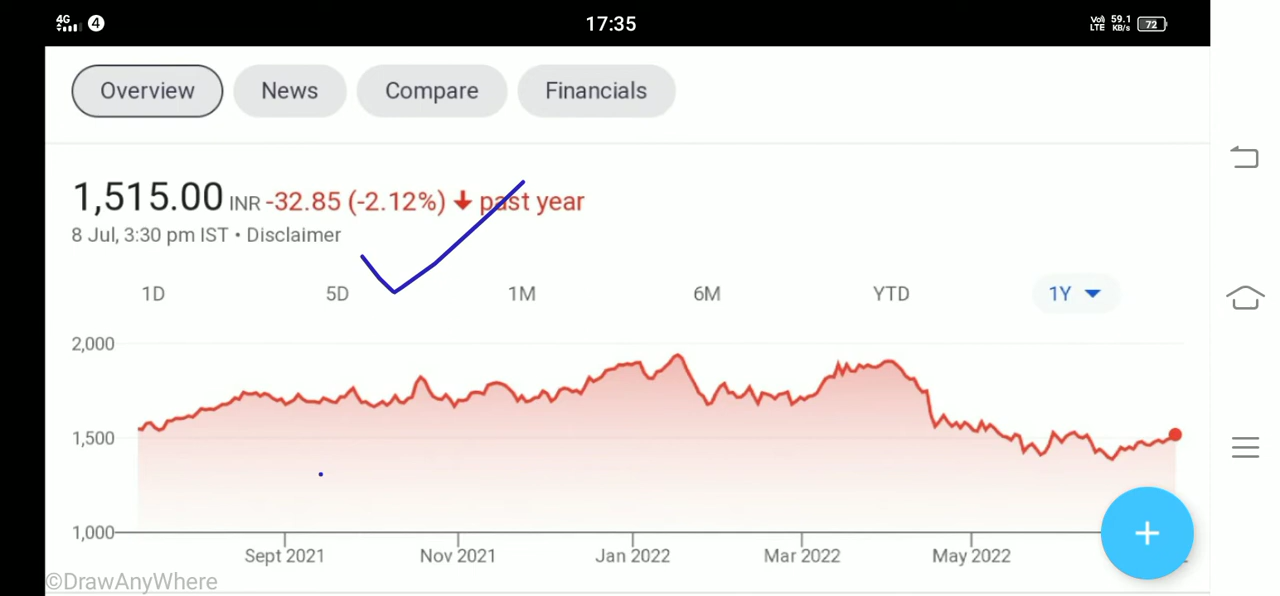 4G 4 17:35 Vo) LTE 59.1 KB/s 72
Overview News Compare Financials
1,515.00 INR -32.85 (-2.12%) past year
8 Jul, 3:30 pm IST • Disclaimer
1D 5D 1M 6M YTD 1Y
2,000
1,500
1,000
Sept 2021 Nov 2021 Jan 2022 Mar 2022 May 2022
©DrawAnyWhere